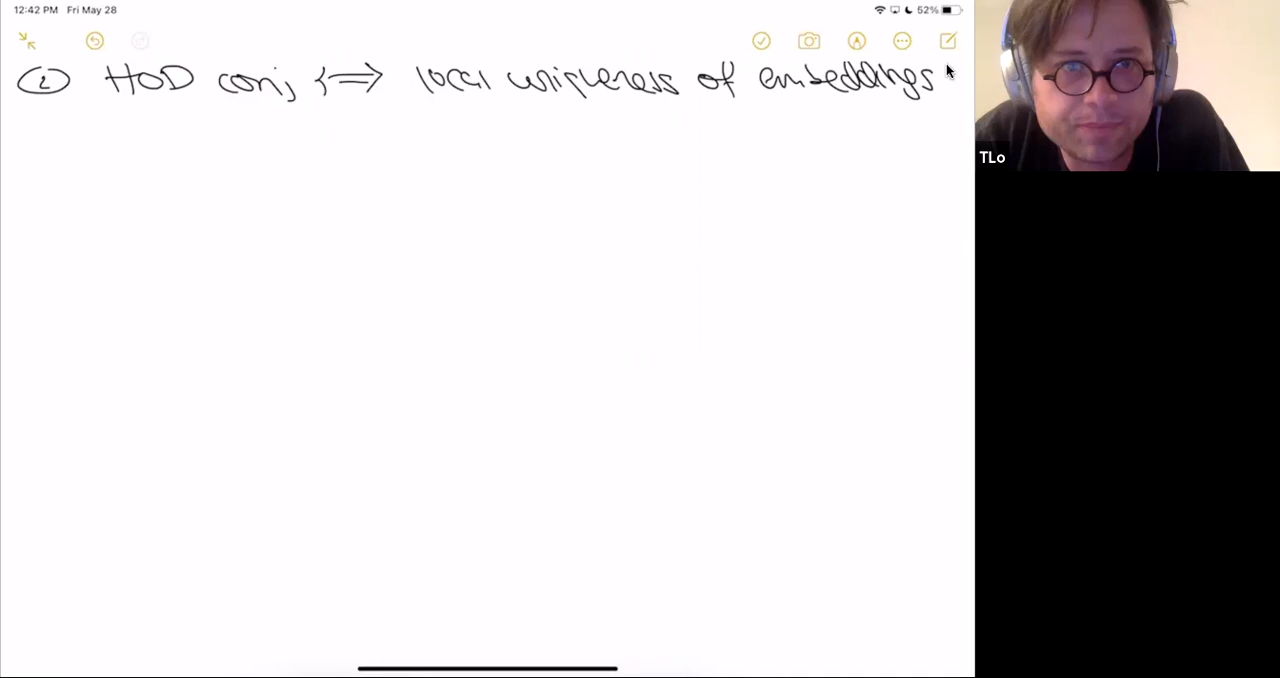 12:42 PM Fri May 28
52%
② HOD conj ⟺ local uniqueness of embeddings
TLo